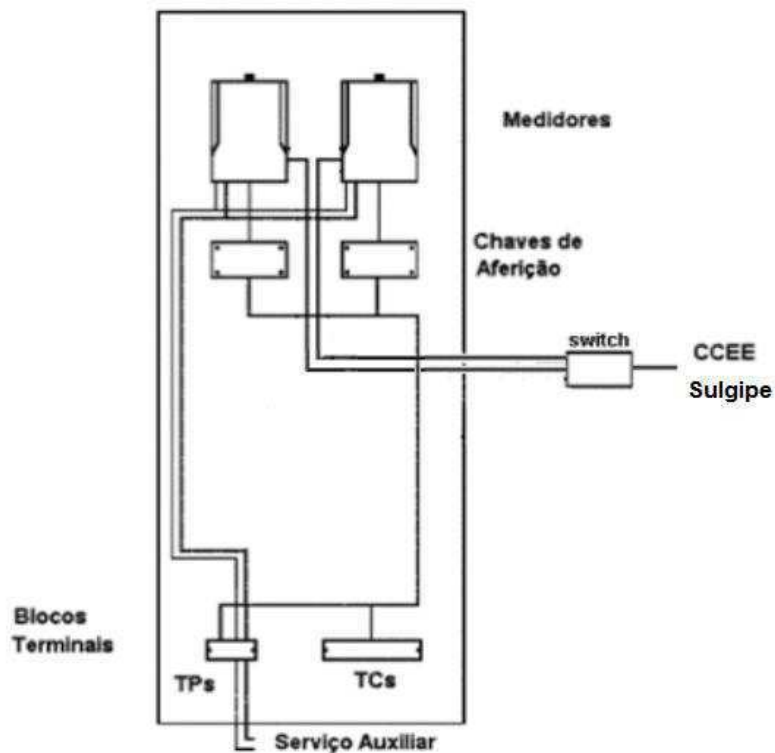 Medidores
Chaves de
Aferição
switch
CCEE
Sulgipe
Blocos
Terminais
TPs
TCs
Serviço Auxiliar